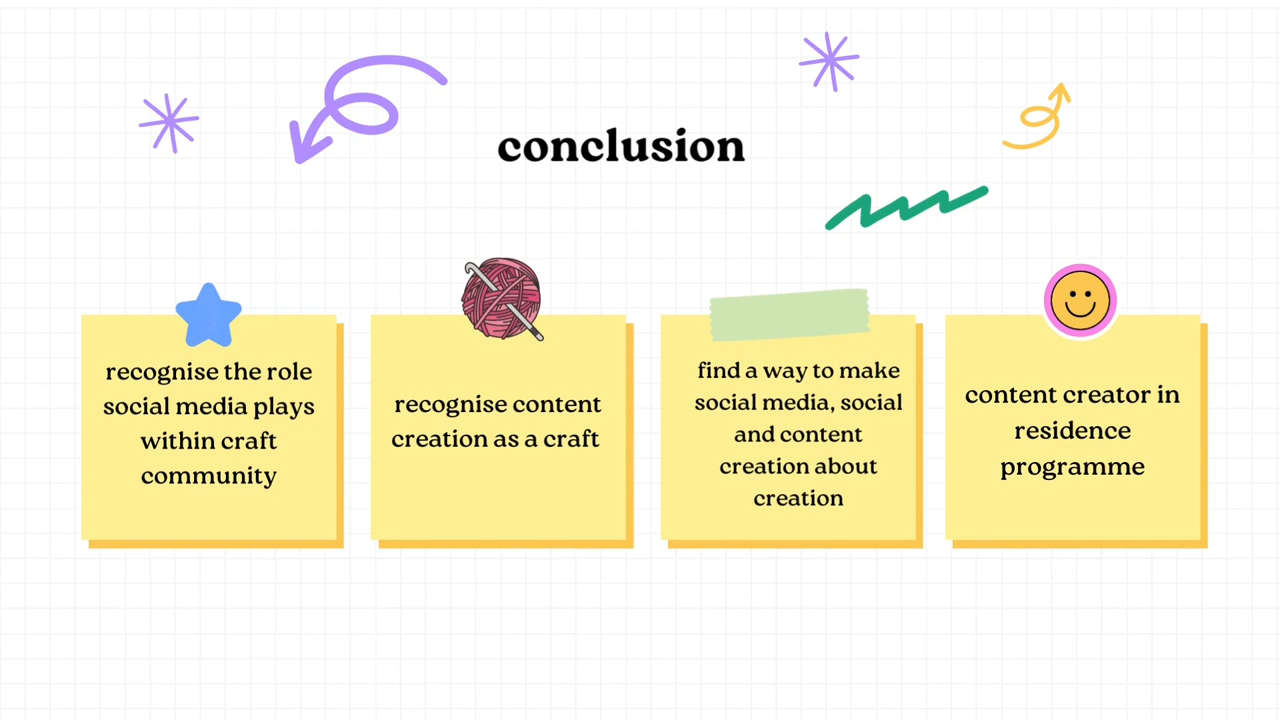 conclusion
recognise the role
social media plays
within craft
community
recognise content
creation as a craft
find a way to make
social media, social
and content
creation about
creation
content creator in
residence
programme